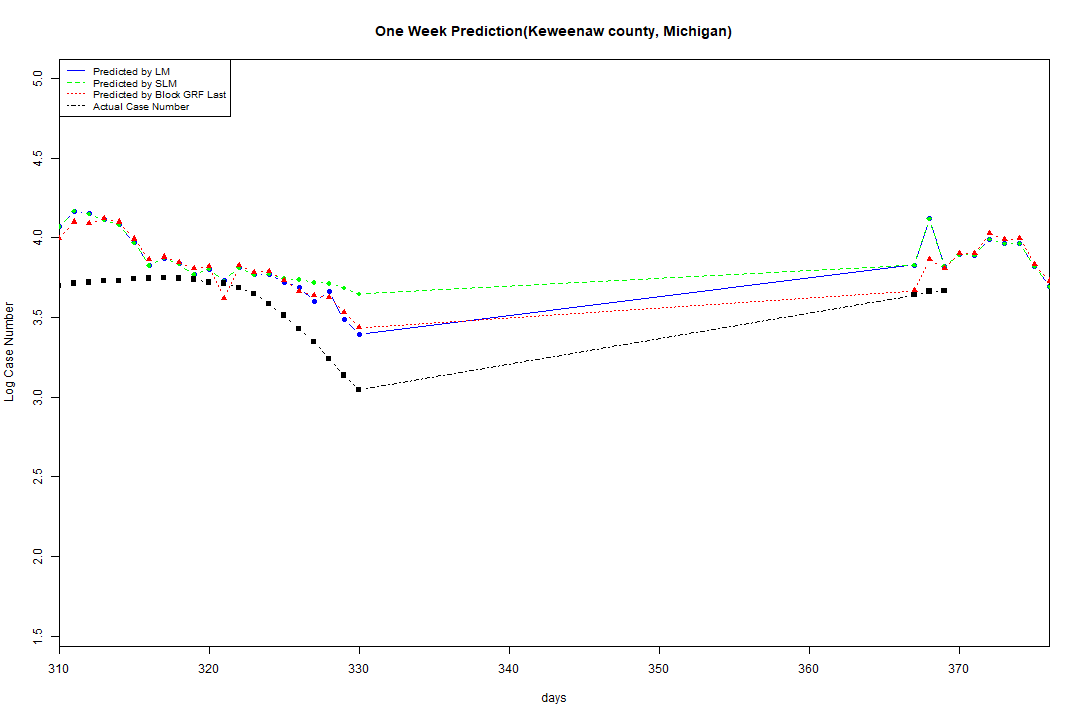 One Week Prediction(Keweenaw county, Michigan)
Predicted by LM
Predicted by SLM
Predicted by Block GRF Last
Actual Case Number
Log Case Number
5.0
4.5
4.0
3.5
3.0
2.5
2.0
1.5
310 320 330 340 350 360 370
days